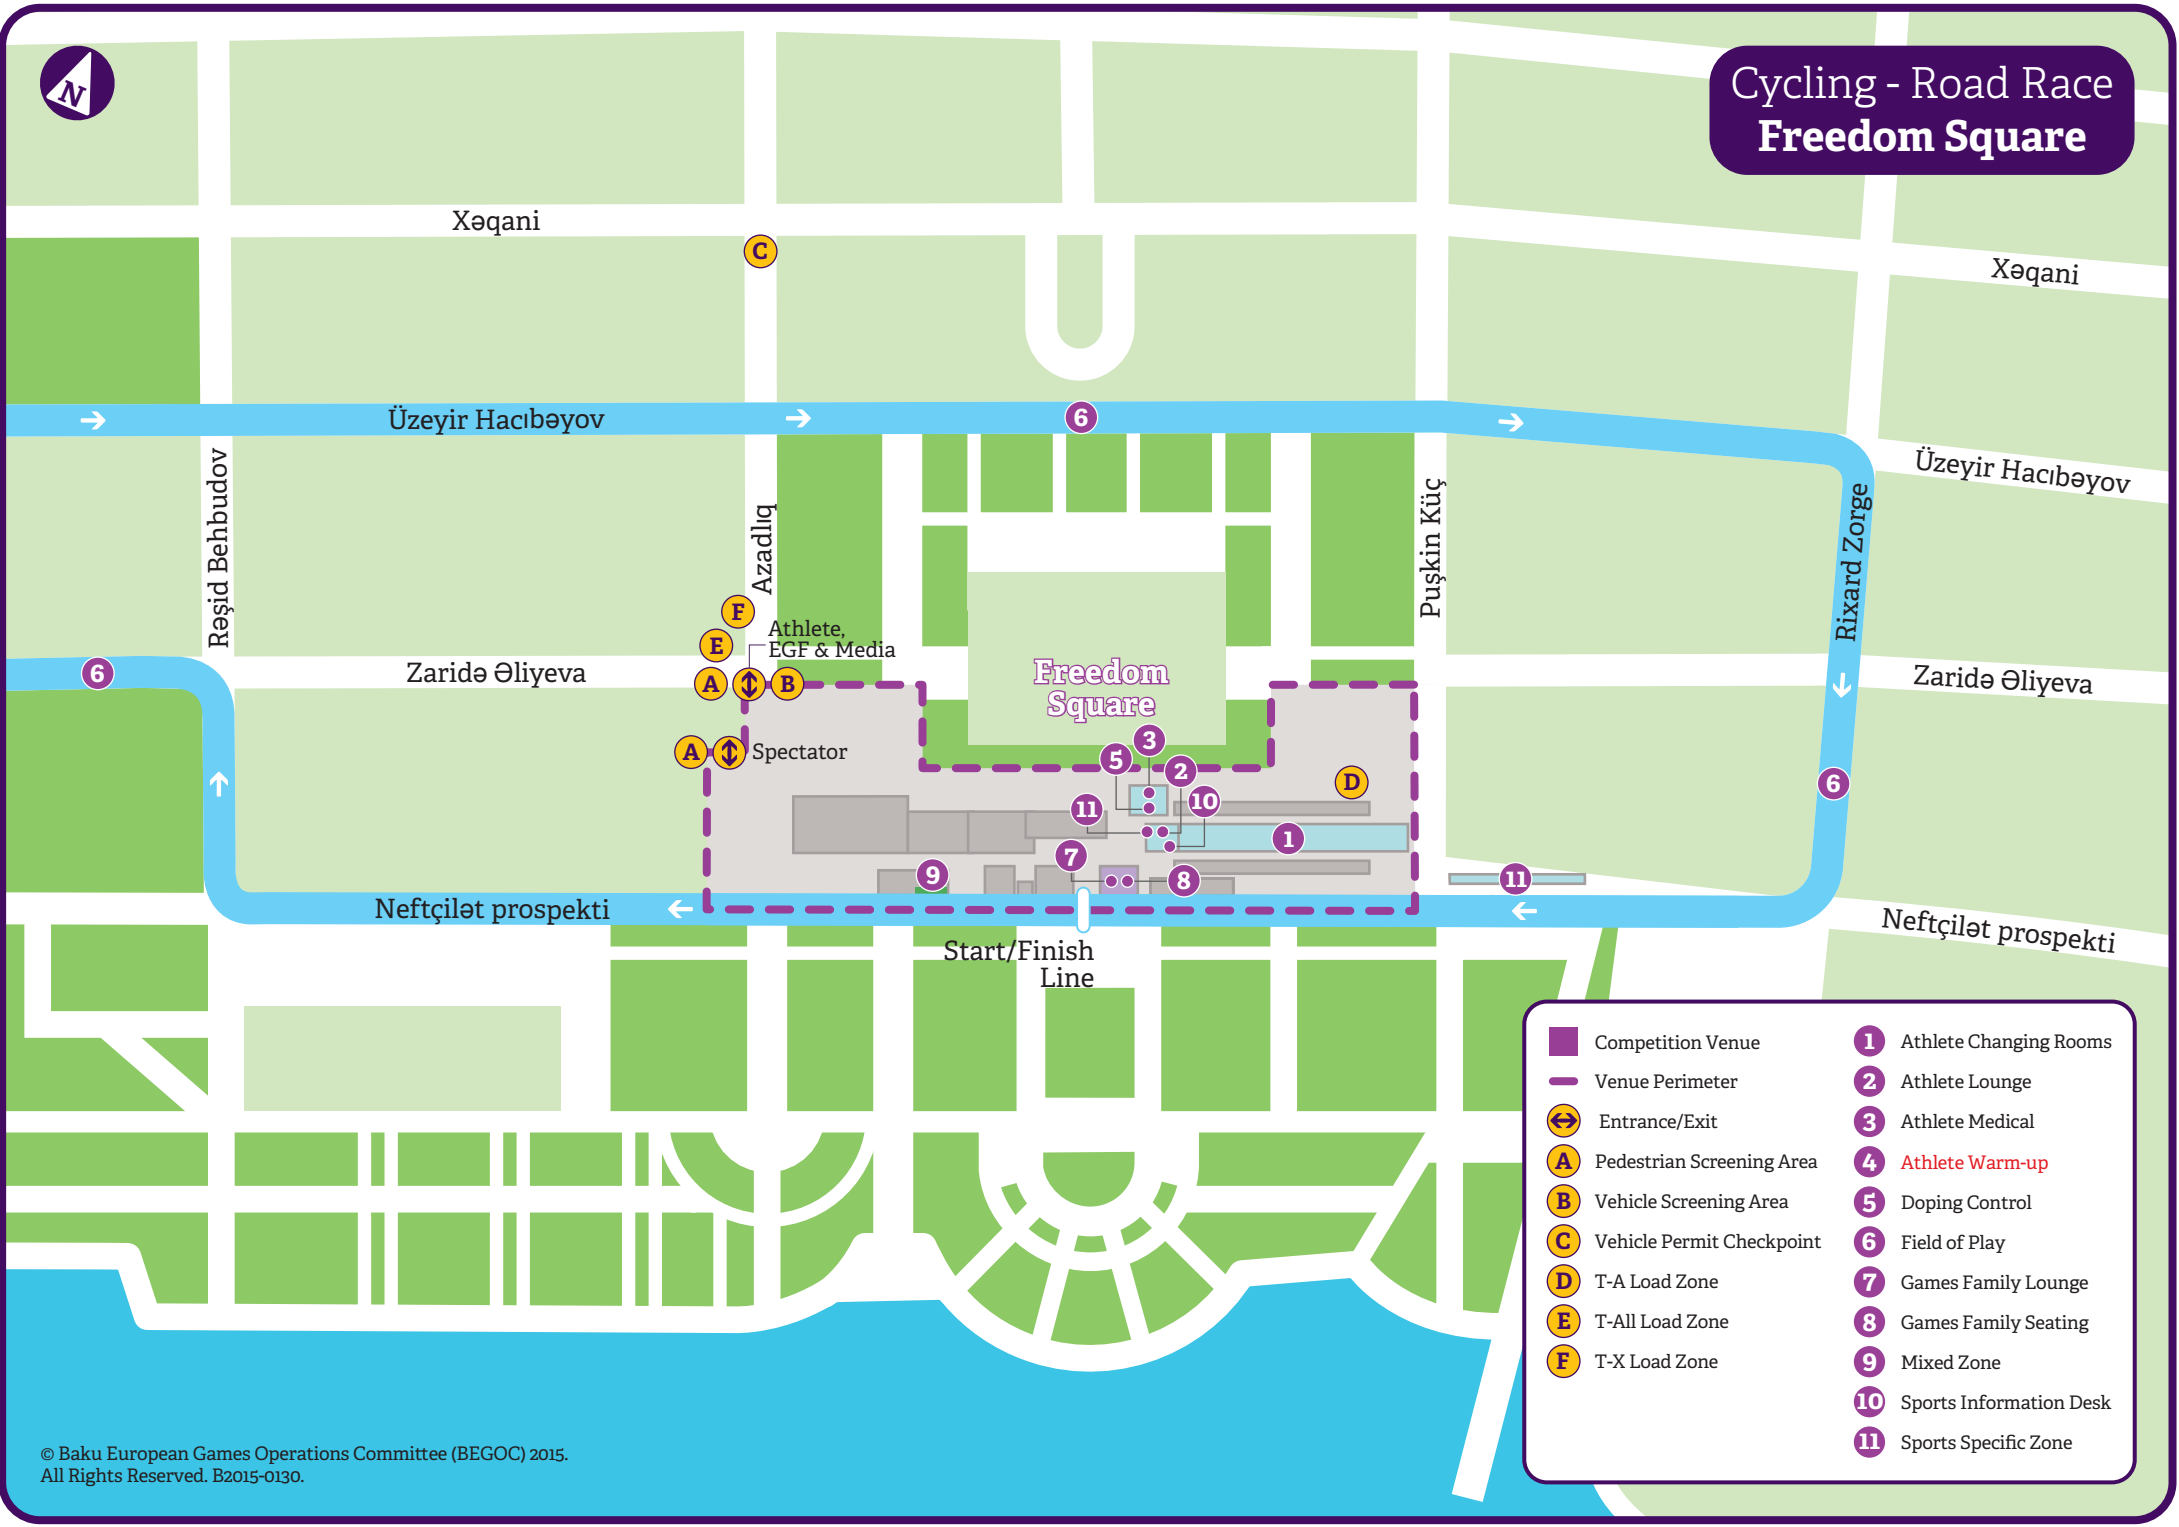 N
Cycling - Road Race
Freedom Square
Xəqani
C
Xəqani
Üzeyir Hacıbəyov
6
Üzeyir Hacıbəyov
Rəşid Behbudov
Azadlıq
Puşkin Küç
Rixard Zorge
F
E
Athlete,
EGF & Media
6
Zaridə Əliyeva
A
B
Freedom
Square
Zaridə Əliyeva
A
Spectator
3
5
2
D
6
11
10
1
7
9
8
11
Neftçilət prospekti
Neftçilət prospekti
Start/Finish
Line
Competition Venue
Venue Perimeter
Entrance/Exit
A Pedestrian Screening Area
B Vehicle Screening Area
C Vehicle Permit Checkpoint
D T-A Load Zone
E T-All Load Zone
F T-X Load Zone
1 Athlete Changing Rooms
2 Athlete Lounge
3 Athlete Medical
4 Athlete Warm-up
5 Doping Control
6 Field of Play
7 Games Family Lounge
8 Games Family Seating
9 Mixed Zone
10 Sports Information Desk
11 Sports Specific Zone
© Baku European Games Operations Committee (BEGOC) 2015.
All Rights Reserved. B2015-0130.